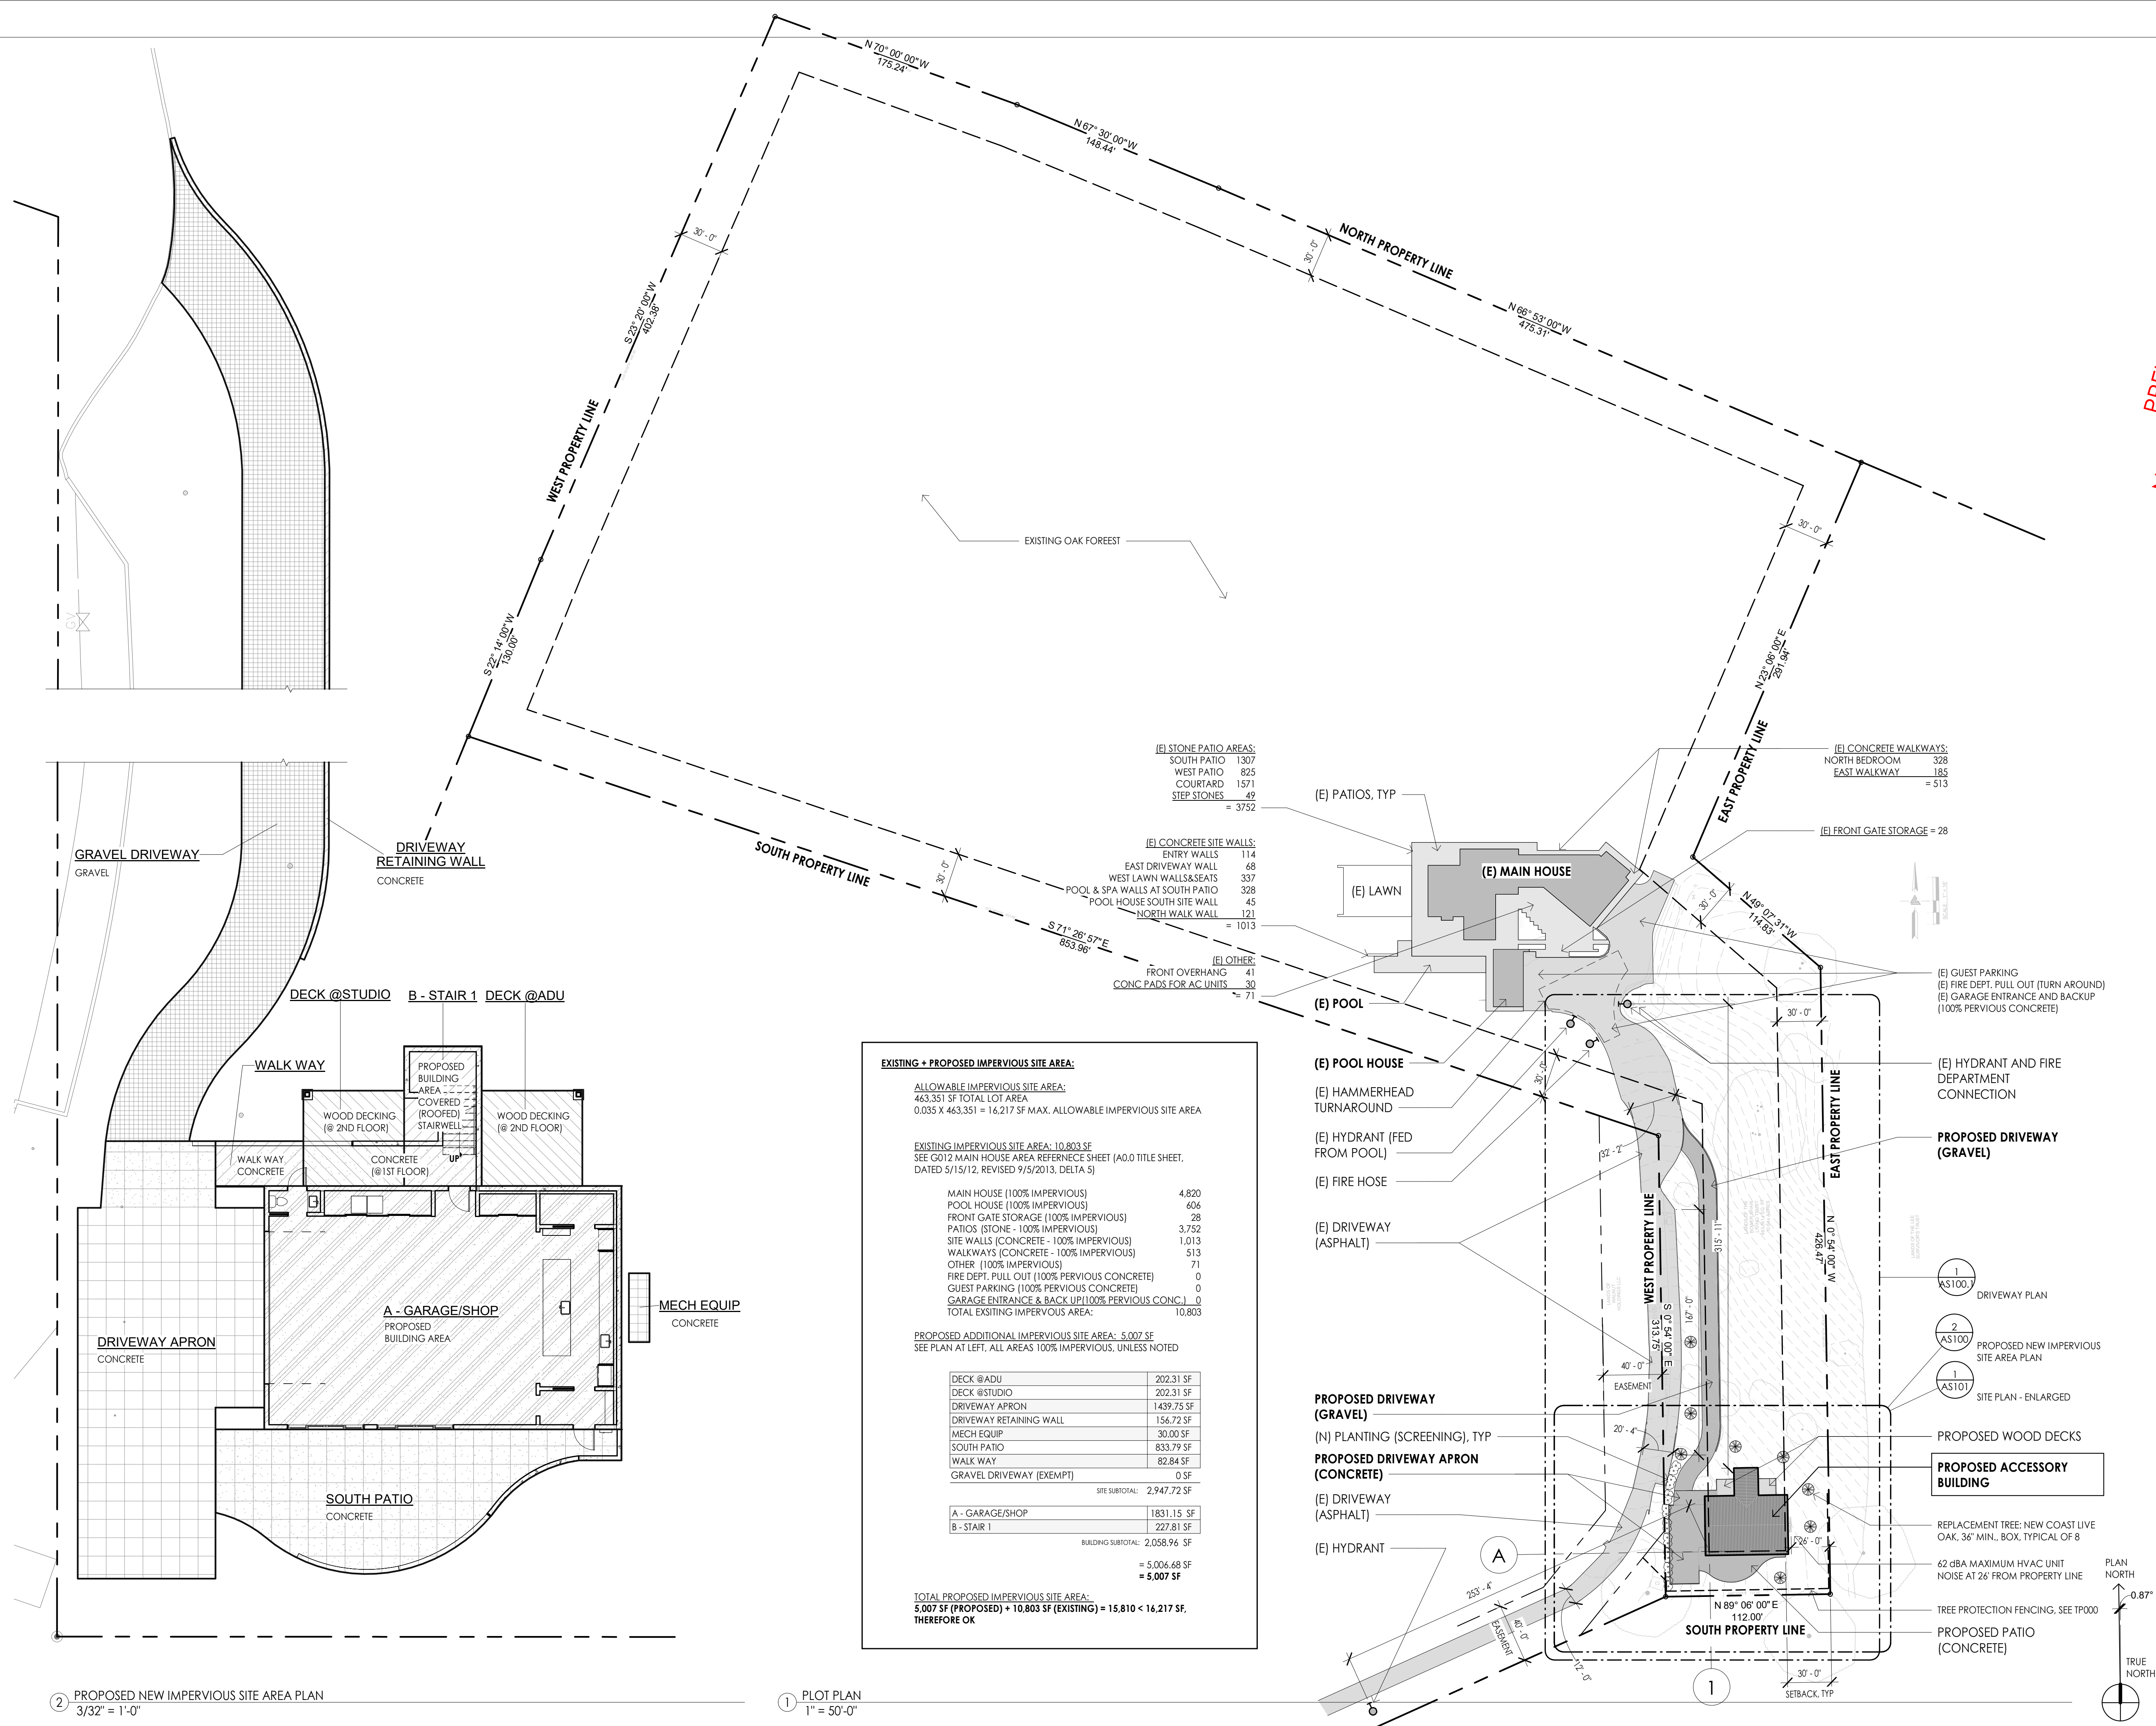 N 70° 00' 00" W
175.24'
N 67° 30' 00" W
148.44'
NORTH PROPERTY LINE
30' - 0"
30' - 0"
N 66° 53' 00" W
475.31'
S 23° 20' 00" W
402.38'
WEST PROPERTY LINE
30' - 0"
EXISTING OAK FOREEST
S 22° 14' 00" W
130.00'
N 23° 06' 00" E
291.94'
EAST PROPERTY LINE
SOUTH PROPERTY LINE
30' - 0"
S 71° 26' 57" E
853.96'
(E) STONE PATIO AREAS:
SOUTH PATIO 1307
WEST PATIO 825
COURTARD 1571
STEP STONES 49
= 3752
(E) CONCRETE SITE WALLS:
ENTRY WALLS 114
EAST DRIVEWAY WALL 68
WEST LAWN WALLS&SEATS 337
POOL & SPA WALLS AT SOUTH PATIO 328
POOL HOUSE SOUTH SITE WALL 45
NORTH WALK WALL 121
= 1013
(E) OTHER:
FRONT OVERHANG 41
CONC PADS FOR AC UNITS 30
= 71
(E) PATIOS, TYP
(E) LAWN
(E) MAIN HOUSE
(E) POOL
(E) POOL HOUSE
(E) HAMMERHEAD
TURNAROUND
(E) HYDRANT (FED
FROM POOL)
(E) FIRE HOSE
(E) DRIVEWAY
(ASPHALT)
PROPOSED DRIVEWAY
(GRAVEL)
(N) PLANTING (SCREENING), TYP
PROPOSED DRIVEWAY APRON
(CONCRETE)
(E) DRIVEWAY
(ASPHALT)
(E) HYDRANT
(E) CONCRETE WALKWAYS:
NORTH BEDROOM 328
EAST WALKWAY 185
= 513
(E) FRONT GATE STORAGE = 28
30' - 0"
N 49° 07' 31" W
114.83'
(E) GUEST PARKING
(E) FIRE DEPT. PULL OUT (TURN AROUND)
(E) GARAGE ENTRANCE AND BACKUP
(100% PERVIOUS CONCRETE)
30' - 0"
30' - 0"
(E) HYDRANT AND FIRE
DEPARTMENT
CONNECTION
EAST PROPERTY LINE
PROPOSED DRIVEWAY
(GRAVEL)
32' - 2"
N 0° 54' 00" W
426.47'
315' - 11"
WEST PROPERTY LINE
S 0° 54' 00" E
313.75'
167' - 0"
40' - 0"
EASEMENT
20' - 4"
1
AS100.1
DRIVEWAY PLAN
2
AS100
PROPOSED NEW IMPERVIOUS
SITE AREA PLAN
1
AS101
SITE PLAN - ENLARGED
PROPOSED WOOD DECKS
PROPOSED ACCESSORY
BUILDING
REPLACEMENT TREE: NEW COAST LIVE
OAK, 36" MIN., BOX, TYPICAL OF 8
26' - 0"
62 dBA MAXIMUM HVAC UNIT
NOISE AT 26' FROM PROPERTY LINE
TREE PROTECTION FENCING, SEE TP000
PROPOSED PATIO
(CONCRETE)
A
253' - 4"
40' - 0"
EASEMENT
12' - 0"
N 89° 06' 00" E
112.00'
SOUTH PROPERTY LINE
30' - 0"
SETBACK, TYP
1
PLAN
NORTH
0.87°
TRUE
NORTH
GV
GRAVEL DRIVEWAY
GRAVEL
DRIVEWAY
RETAINING WALL
CONCRETE
DECK @STUDIO
B - STAIR 1
DECK @ADU
WALK WAY
PROPOSED
BUILDING
AREA
COVERED
(ROOFED)
STAIRWELL
WOOD DECKING
(@ 2ND FLOOR)
WOOD DECKING
(@ 2ND FLOOR)
WALK WAY
CONCRETE
CONCRETE
(@1ST FLOOR)
UP
A - GARAGE/SHOP
PROPOSED
BUILDING AREA
MECH EQUIP
CONCRETE
DRIVEWAY APRON
CONCRETE
SOUTH PATIO
CONCRETE
EXISTING + PROPOSED IMPERVIOUS SITE AREA:
ALLOWABLE IMPERVIOUS SITE AREA:
463,351 SF TOTAL LOT AREA
0.035 X 463,351 = 16,217 SF MAX. ALLOWABLE IMPERVIOUS SITE AREA
EXISTING IMPERVIOUS SITE AREA: 10,803 SF
SEE G012 MAIN HOUSE AREA REFERNECE SHEET (A0.0 TITLE SHEET,
DATED 5/15/12, REVISED 9/5/2013, DELTA 5)
MAIN HOUSE (100% IMPERVIOUS) 4,820
POOL HOUSE (100% IMPERVIOUS) 606
FRONT GATE STORAGE (100% IMPERVIOUS) 28
PATIOS (STONE - 100% IMPERVIOUS) 3,752
SITE WALLS (CONCRETE - 100% IMPERVIOUS) 1,013
WALKWAYS (CONCRETE - 100% IMPERVIOUS) 513
OTHER (100% IMPERVIOUS) 71
FIRE DEPT. PULL OUT (100% PERVIOUS CONCRETE) 0
GUEST PARKING (100% PERVIOUS CONCRETE) 0
GARAGE ENTRANCE & BACK UP(100% PERVIOUS CONC.) 0
TOTAL EXSITING IMPERVOUS AREA: 10,803
PROPOSED ADDITIONAL IMPERVIOUS SITE AREA: 5,007 SF
SEE PLAN AT LEFT, ALL AREAS 100% IMPERVIOUS, UNLESS NOTED
DECK @ADU 202.31 SF
DECK @STUDIO 202.31 SF
DRIVEWAY APRON 1439.75 SF
DRIVEWAY RETAINING WALL 156.72 SF
MECH EQUIP 30.00 SF
SOUTH PATIO 833.79 SF
WALK WAY 82.84 SF
GRAVEL DRIVEWAY (EXEMPT) 0 SF
SITE SUBTOTAL: 2,947.72 SF
A - GARAGE/SHOP 1831.15 SF
B - STAIR 1 227.81 SF
BUILDING SUBTOTAL: 2,058.96 SF
= 5,006.68 SF
= 5,007 SF
TOTAL PROPOSED IMPERVIOUS SITE AREA:
5,007 SF (PROPOSED) + 10,803 SF (EXISTING) = 15,810 < 16,217 SF,
THEREFORE OK
2
PROPOSED NEW IMPERVIOUS SITE AREA PLAN
3/32" = 1'-0"
1
PLOT PLAN
1" = 50'-0"